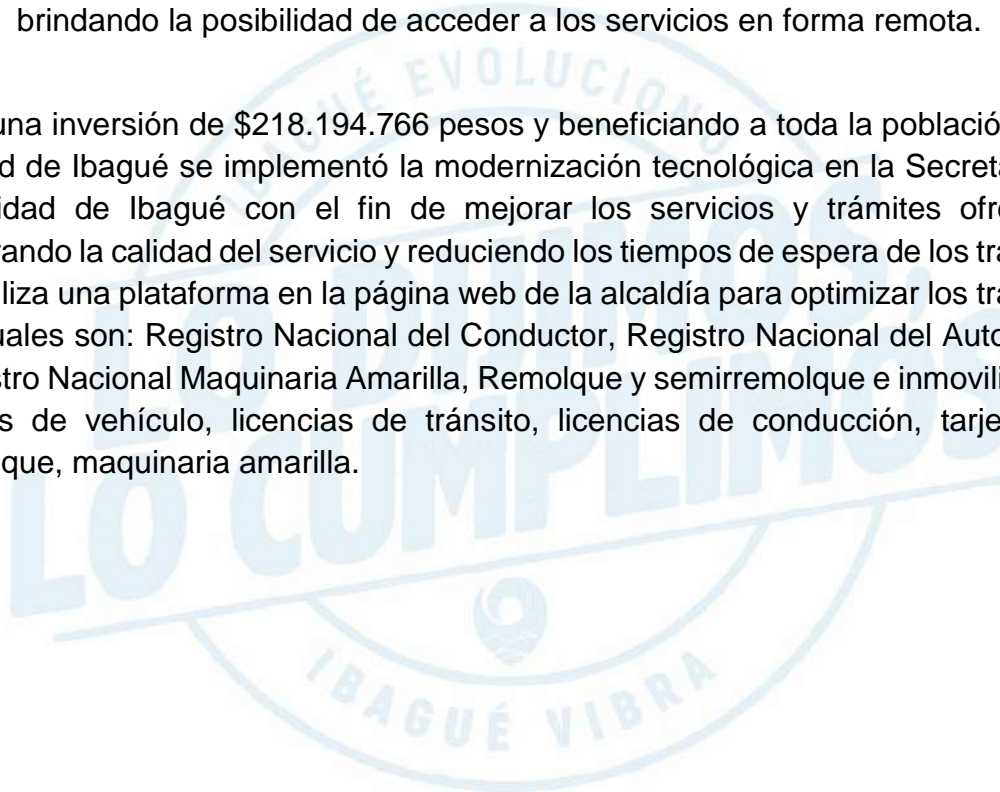 brindando la posibilidad de acceder a los servicios en forma remota.
una inversión de $218.194.766 pesos y beneficiando a toda la població
d de Ibagué se implementó la modernización tecnológica en la Secret
idad de Ibagué con el fin de mejorar los servicios y trámites ofr
ando la calidad del servicio y reduciendo los tiempos de espera de los tr
liza una plataforma en la página web de la alcaldía para optimizar los tr
uales son: Registro Nacional del Conductor, Registro Nacional del Auto
stro Nacional Maquinaria Amarilla, Remolque y semirremolque e inmovili
s de vehículo, licencias de tránsito, licencias de conducción, tarje
que, maquinaria amarilla.
IBAGUÉ EVOLUCIONÓ
LO DIJIMOS,
LO CUMPLIMOS
IBAGUÉ VIBRA